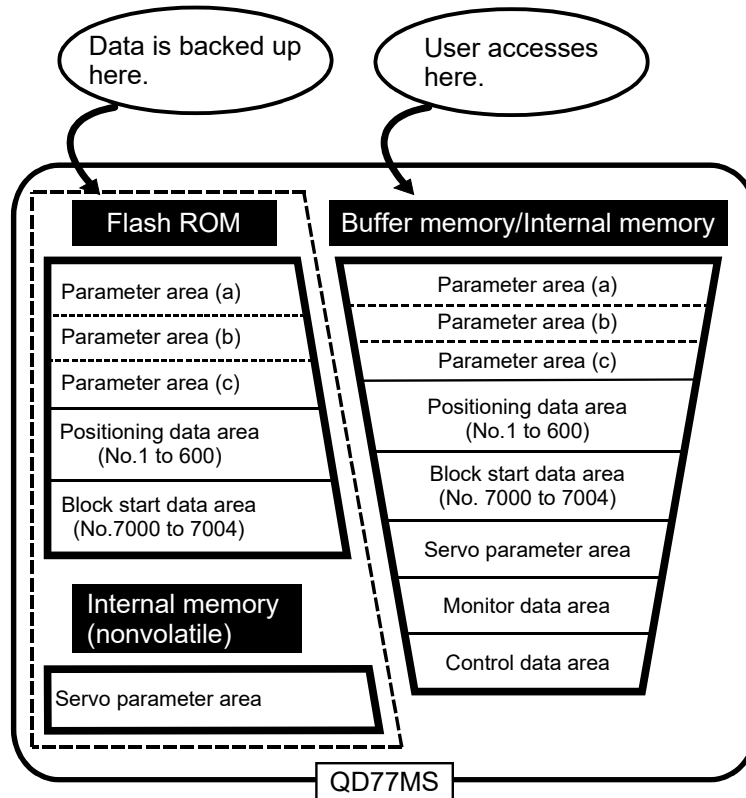 Data is backed up
here.
User accesses
here.
Flash ROM
Parameter area (a)
Parameter area (b)
Parameter area (c)
Positioning data area
(No.1 to 600)
Block start data area
(No.7000 to 7004)
Internal memory
(nonvolatile)
Servo parameter area
Buffer memory/Internal memory
Parameter area (a)
Parameter area (b)
Parameter area (c)
Positioning data area
(No.1 to 600)
Block start data area
(No. 7000 to 7004)
Servo parameter area
Monitor data area
Control data area
QD77MS